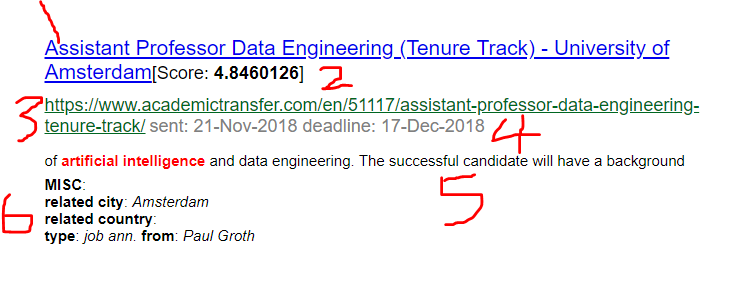 1
Assistant Professor Data Engineering (Tenure Track) - University of
Amsterdam[Score: 4.8460126]
2
3
https://www.academictransfer.com/en/51117/assistant-professor-data-engineering-
tenure-track/ sent: 21-Nov-2018 deadline: 17-Dec-2018
4
of artificial intelligence and data engineering. The successful candidate will have a background
5
MISC:
6
related city: Amsterdam
related country:
type: job ann. from: Paul Groth